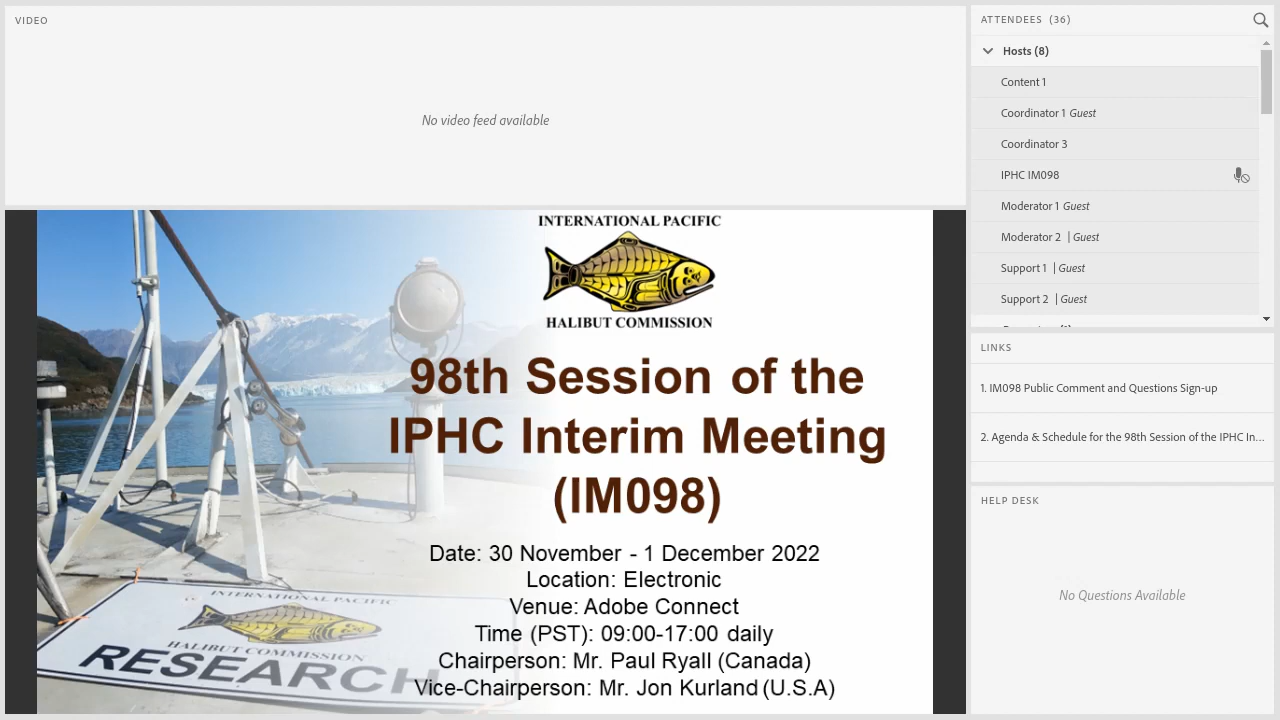 VIDEO
No video feed available
INTERNATIONAL PACIFIC
HALIBUT COMMISSION
98th Session of the
IPHC Interim Meeting
(IM098)
Date: 30 November - 1 December 2022
Location: Electronic
Venue: Adobe Connect
Time (PST): 09:00-17:00 daily
Chairperson: Mr. Paul Ryall (Canada)
Vice-Chairperson: Mr. Jon Kurland (U.S.A)
INTERNATIONAL PACIFIC
HALIBUT COMMISSION
RESEARCH
ATTENDEES (36)
Hosts (8)
Content 1
Coordinator 1 Guest
Coordinator 3
IPHC IM098
Moderator 1 Guest
Moderator 2 | Guest
Support 1 | Guest
Support 2 | Guest
LINKS
1. IM098 Public Comment and Questions Sign-up
2. Agenda & Schedule for the 98th Session of the IPHC In...
HELP DESK
No Questions Available